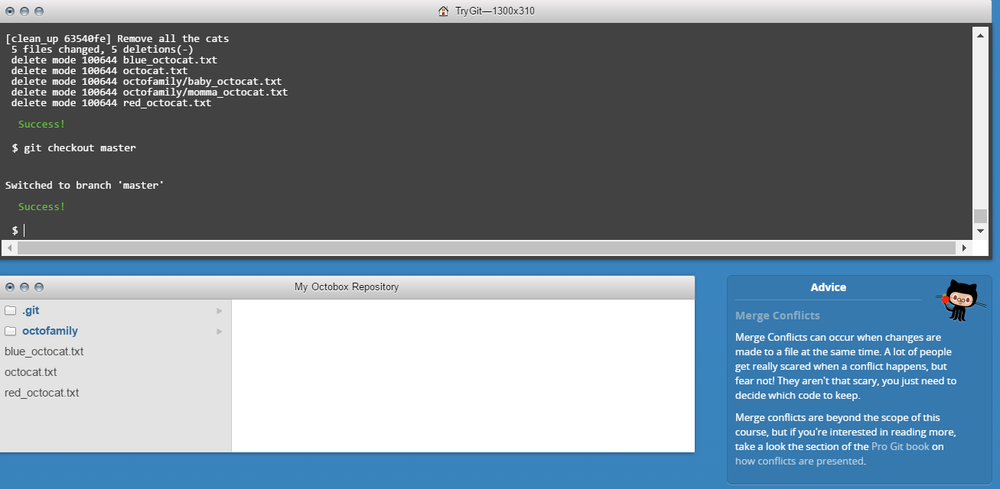 TryGit—1300x310
[clean_up 63540fe] Remove all the cats
5 files changed, 5 deletions(-)
delete mode 100644 blue_octocat.txt
delete mode 100644 octocat.txt
delete mode 100644 octofamily/baby_octocat.txt
delete mode 100644 octofamily/momma_octocat.txt
delete mode 100644 red_octocat.txt
Success!
$ git checkout master
Switched to branch 'master'
Success!
$
My Octobox Repository
.git
octofamily
blue_octocat.txt
octocat.txt
red_octocat.txt
Advice
Merge Conflicts
Merge Conflicts can occur when changes are
made to a file at the same time. A lot of people
get really scared when a conflict happens, but
fear not! They aren't that scary, you just need to
decide which code to keep.
Merge conflicts are beyond the scope of this
course, but if you're interested in reading more,
take a look the section of the Pro Git book on
how conflicts are presented.